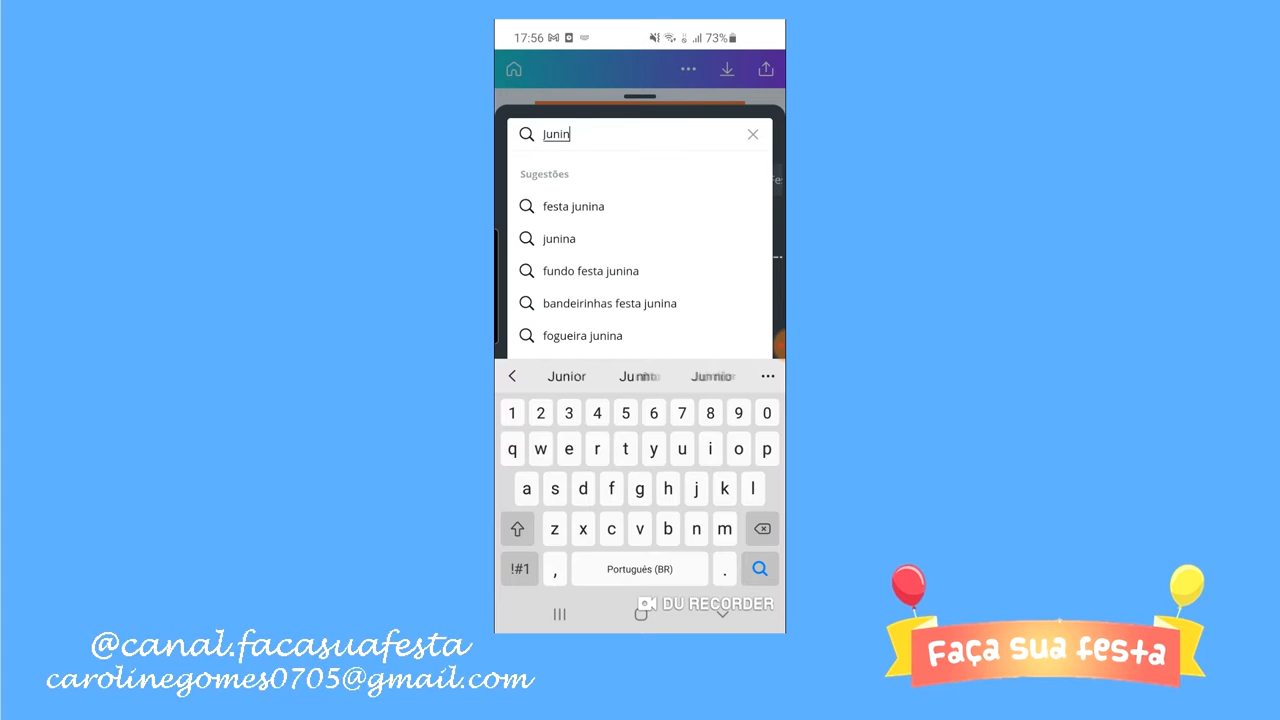 17:56
73%
Junin
Fe
Sugestões
festa junina
junina
fundo festa junina
bandeirinhas festa junina
fogueira junina
Junior
1 2 3 4 5 6 7 8 9 0
q w e r t y u i o p
a s d f g h j k l
z x c v b n m
!#1 , Português (BR) .
DU RECORDER
@canal.facasuafesta
carolinegomes0705@gmail.com
Faça sua festa